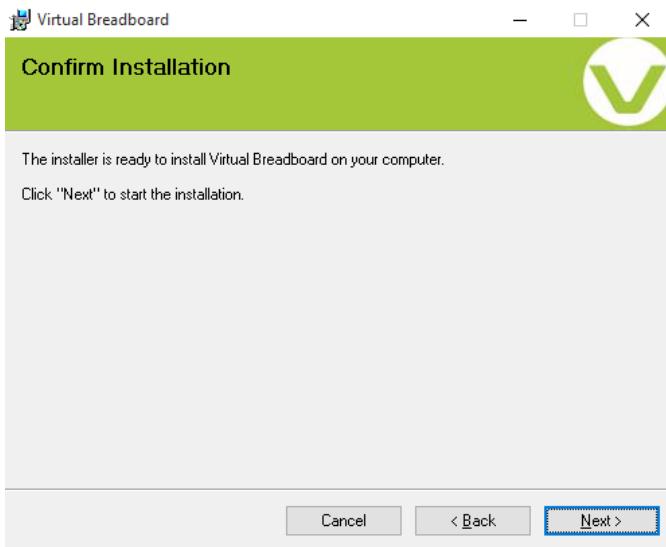 Virtual Breadboard
Confirm Installation
The installer is ready to install Virtual Breadboard on your computer.
Click "Next" to start the installation.
Cancel
< Back
Next >